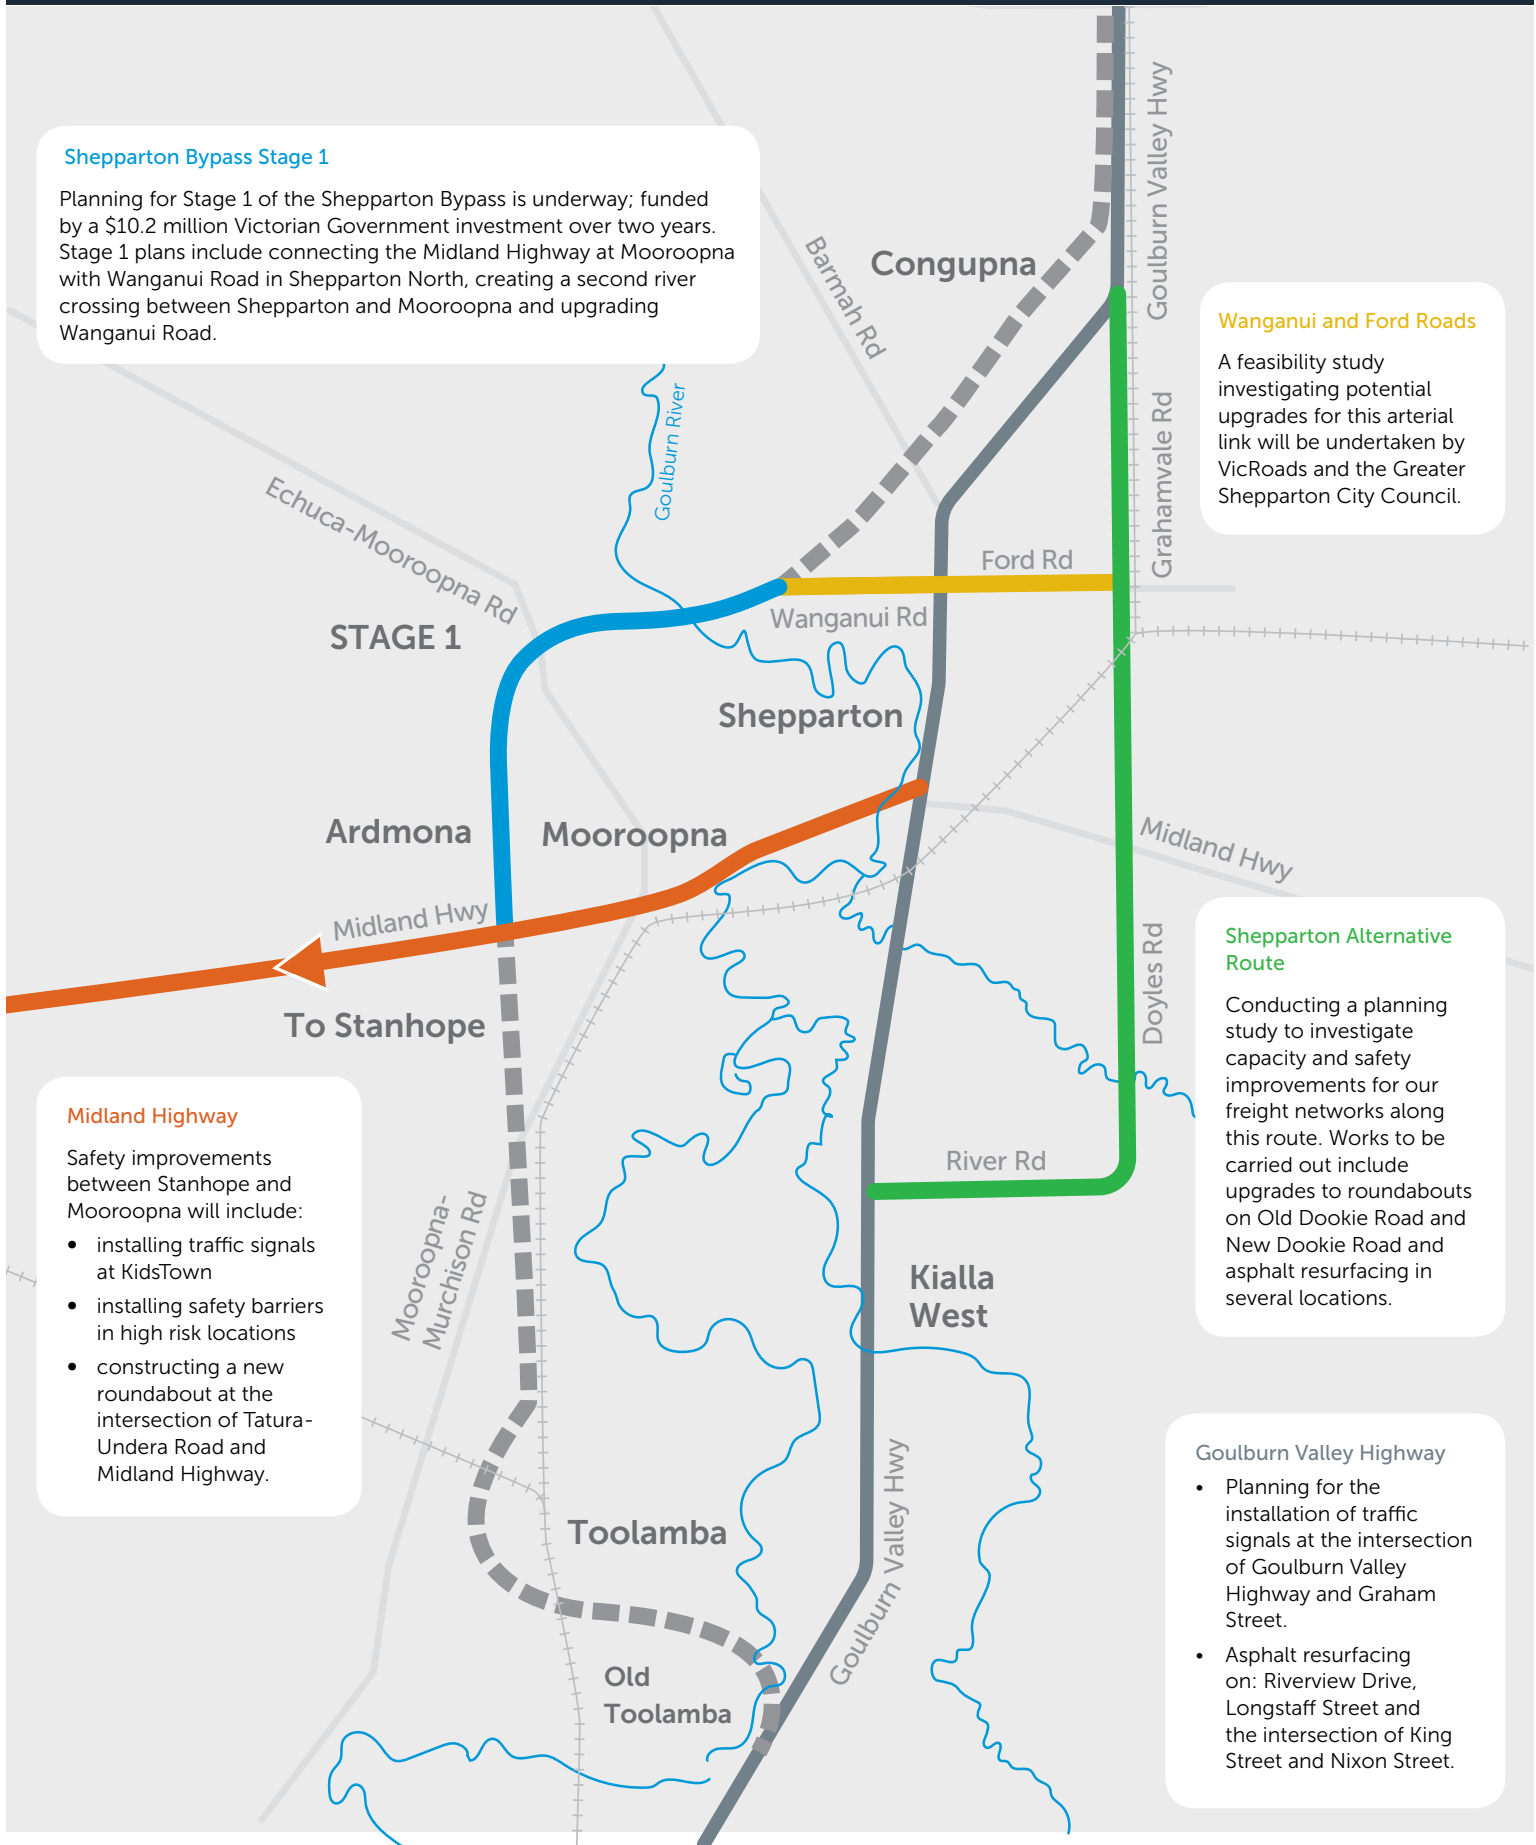 Shepparton Bypass Stage 1
Planning for Stage 1 of the Shepparton Bypass is underway; funded
by a $10.2 million Victorian Government investment over two years.
Stage 1 plans include connecting the Midland Highway at Mooroopna
with Wanganui Road in Shepparton North, creating a second river
crossing between Shepparton and Mooroopna and upgrading
Wanganui Road.
Goulburn Valley Hwy
Congupna
Barmah Rd
Wanganui and Ford Roads
A feasibility study
investigating potential
upgrades for this arterial
link will be undertaken by
VicRoads and the Greater
Shepparton City Council.
Goulburn River
Grahamvale Rd
Echuca-Mooroopna Rd
Ford Rd
Wanganui Rd
STAGE 1
Shepparton
Ardmona
Mooroopna
Midland Hwy
Midland Hwy
To Stanhope
Doyles Rd
Shepparton Alternative
Route
Conducting a planning
study to investigate
capacity and safety
improvements for our
freight networks along
this route. Works to be
carried out include
upgrades to roundabouts
on Old Dookie Road and
New Dookie Road and
asphalt resurfacing in
several locations.
Midland Highway
Safety improvements
between Stanhope and
Mooroopna will include:
• installing traffic signals
at KidsTown
• installing safety barriers
in high risk locations
• constructing a new
roundabout at the
intersection of Tatura-
Undera Road and
Midland Highway.
River Rd
Mooroopna-
Murchison Rd
Kialla
West
Goulburn Valley Hwy
Goulburn Valley Highway
• Planning for the
installation of traffic
signals at the intersection
of Goulburn Valley
Highway and Graham
Street.
• Asphalt resurfacing
on: Riverview Drive,
Longstaff Street and
the intersection of King
Street and Nixon Street.
Toolamba
Old
Toolamba